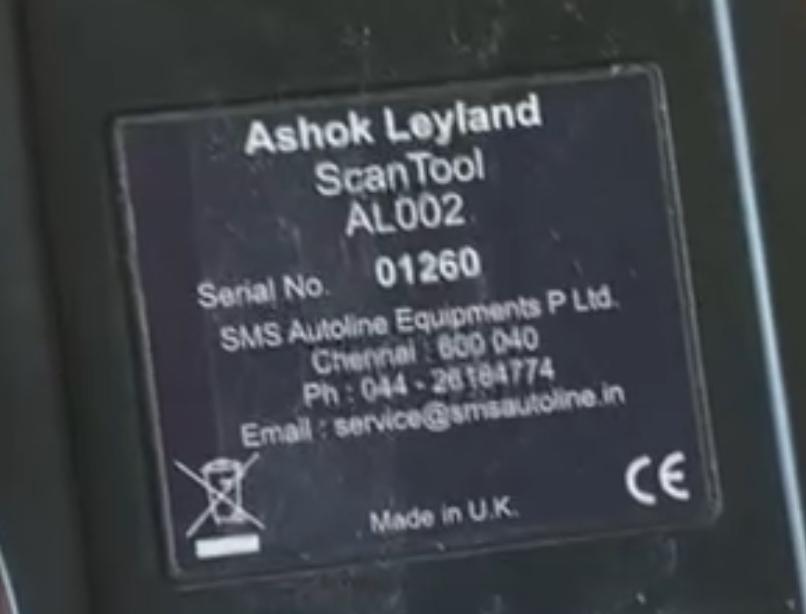 Ashok Leyland
ScanTool
AL002
Serial No. 01260
SMS Autoline Equipments P Ltd.
Chennai : 600 040
Ph : 044 - 26184774
Email : service@smsautoline.in
CE
Made in U.K.